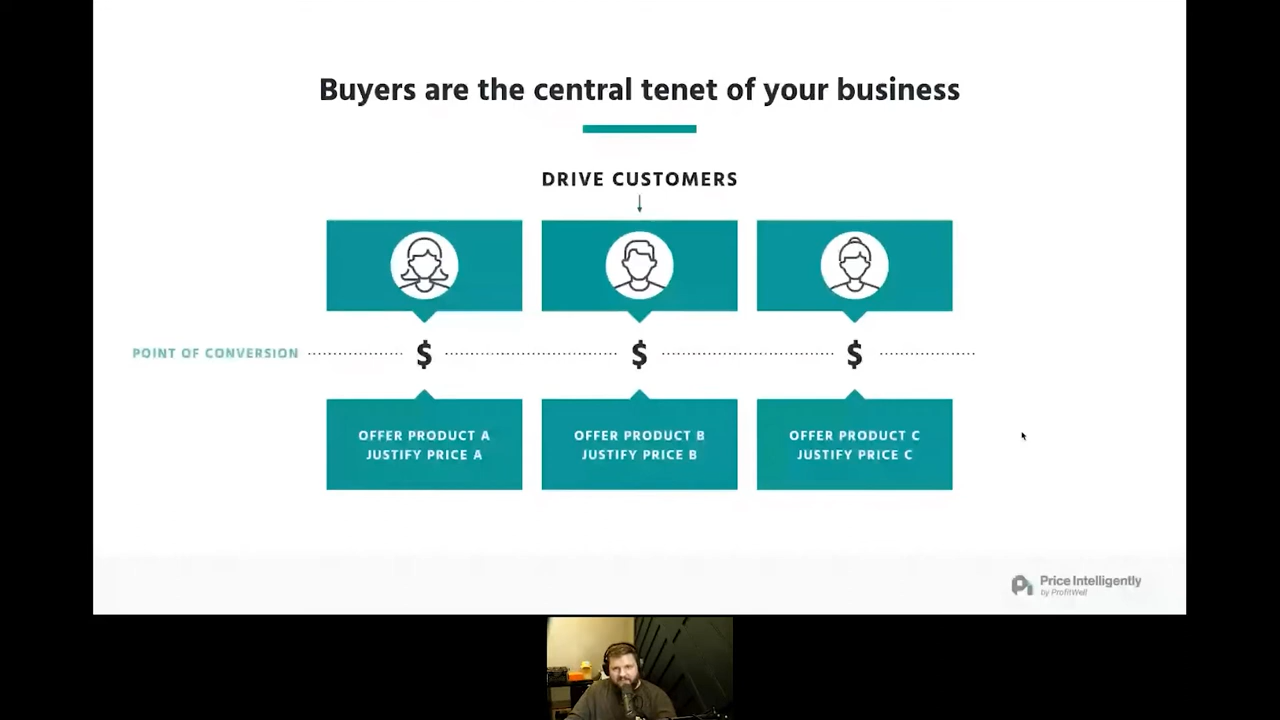 Buyers are the central tenet of your business
DRIVE CUSTOMERS
POINT OF CONVERSION
$ $ $
OFFER PRODUCT A
JUSTIFY PRICE A
OFFER PRODUCT B
JUSTIFY PRICE B
OFFER PRODUCT C
JUSTIFY PRICE C
Price Intelligently
by ProfitWell